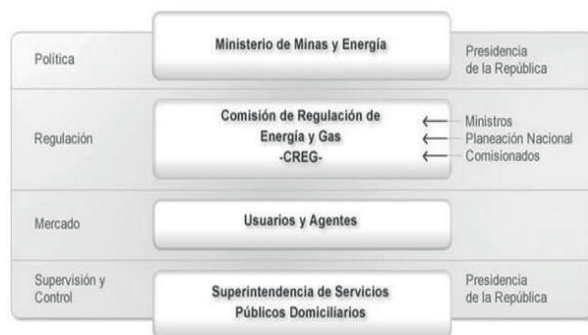 Política
Ministerio de Minas y Energía
Presidencia
de la República
Regulación
Comisión de Regulación de
Energía y Gas
-CREG-
Ministros
Planeación Nacional
Comisionados
Mercado
Usuarios y Agentes
Supervisión y
Control
Superintendencia de Servicios
Públicos Domiciliarios
Presidencia
de la República